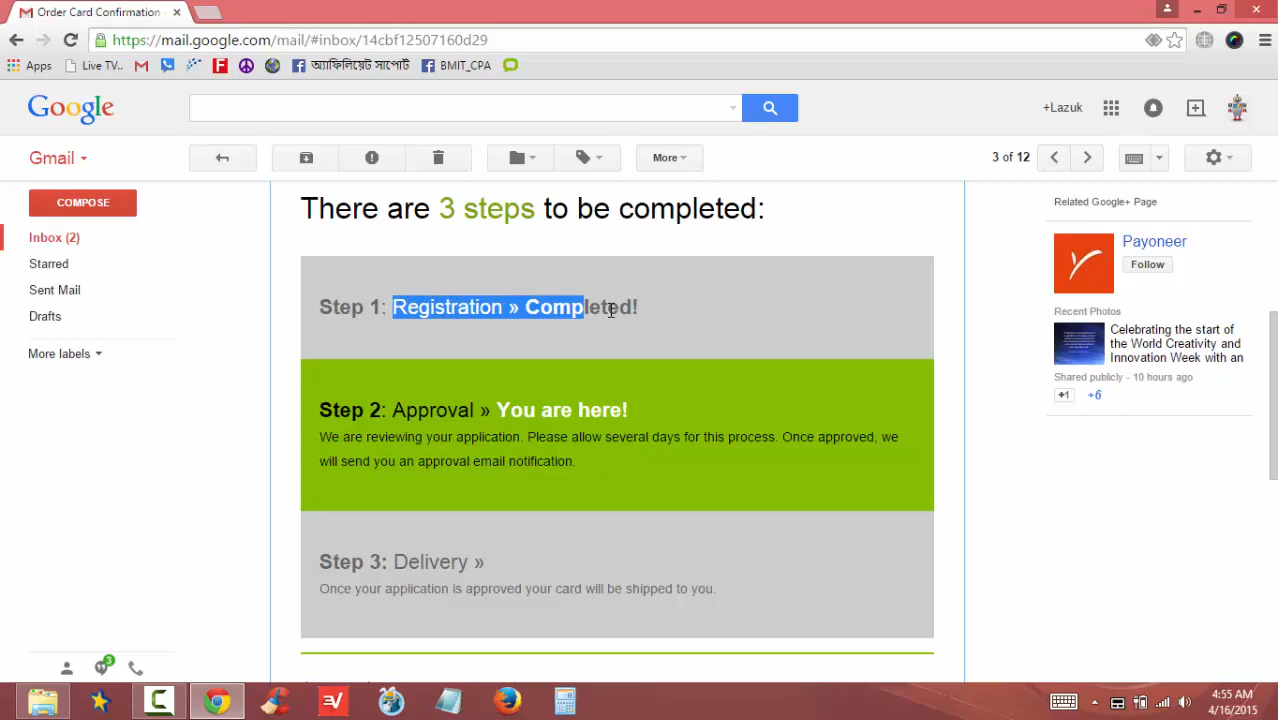 Order Card Confirmation
https://mail.google.com/mail/#inbox/14cbf12507160d29
Apps Live TV.. অ্যাফিলিয়েট সাপোর্ট BMIT_CPA
Google +Lazuk
Gmail More 3 of 12
COMPOSE
Inbox (2)
Starred
Sent Mail
Drafts
More labels
There are 3 steps to be completed:
Step 1: Registration » Completed!
Step 2: Approval » You are here!
We are reviewing your application. Please allow several days for this process. Once approved, we
will send you an approval email notification.
Step 3: Delivery »
Once your application is approved your card will be shipped to you.
Related Google+ Page
Payoneer
Follow
Recent Photos
Celebrating the start of
the World Creativity and
Innovation Week with an
Shared publicly - 10 hours ago
+1 +6
3
4:55 AM
4/16/2015